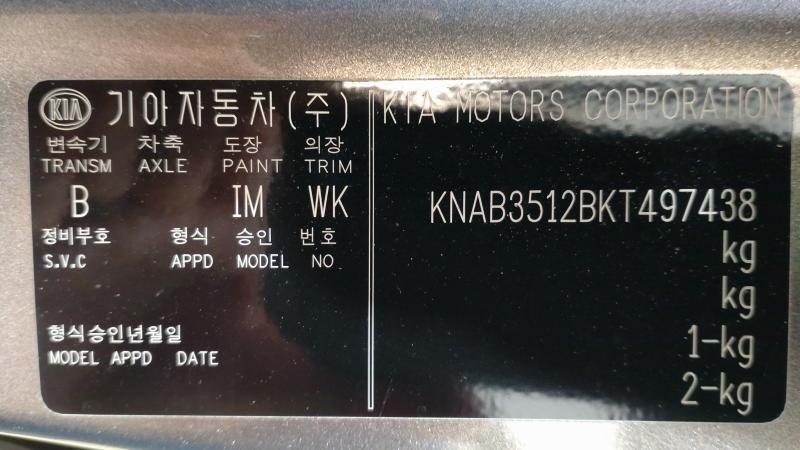 KIA 기아자동차(주) KIA MOTORS CORPORATION
변속기 차축 도장 의장
TRANSM AXLE PAINT TRIM
B IM WK
KNAB3512BKT497438
정비부호 형식 승인 번호
S.V.C APPD MODEL NO
kg
kg
형식승인년월일
MODEL APPD DATE
1-kg
2-kg